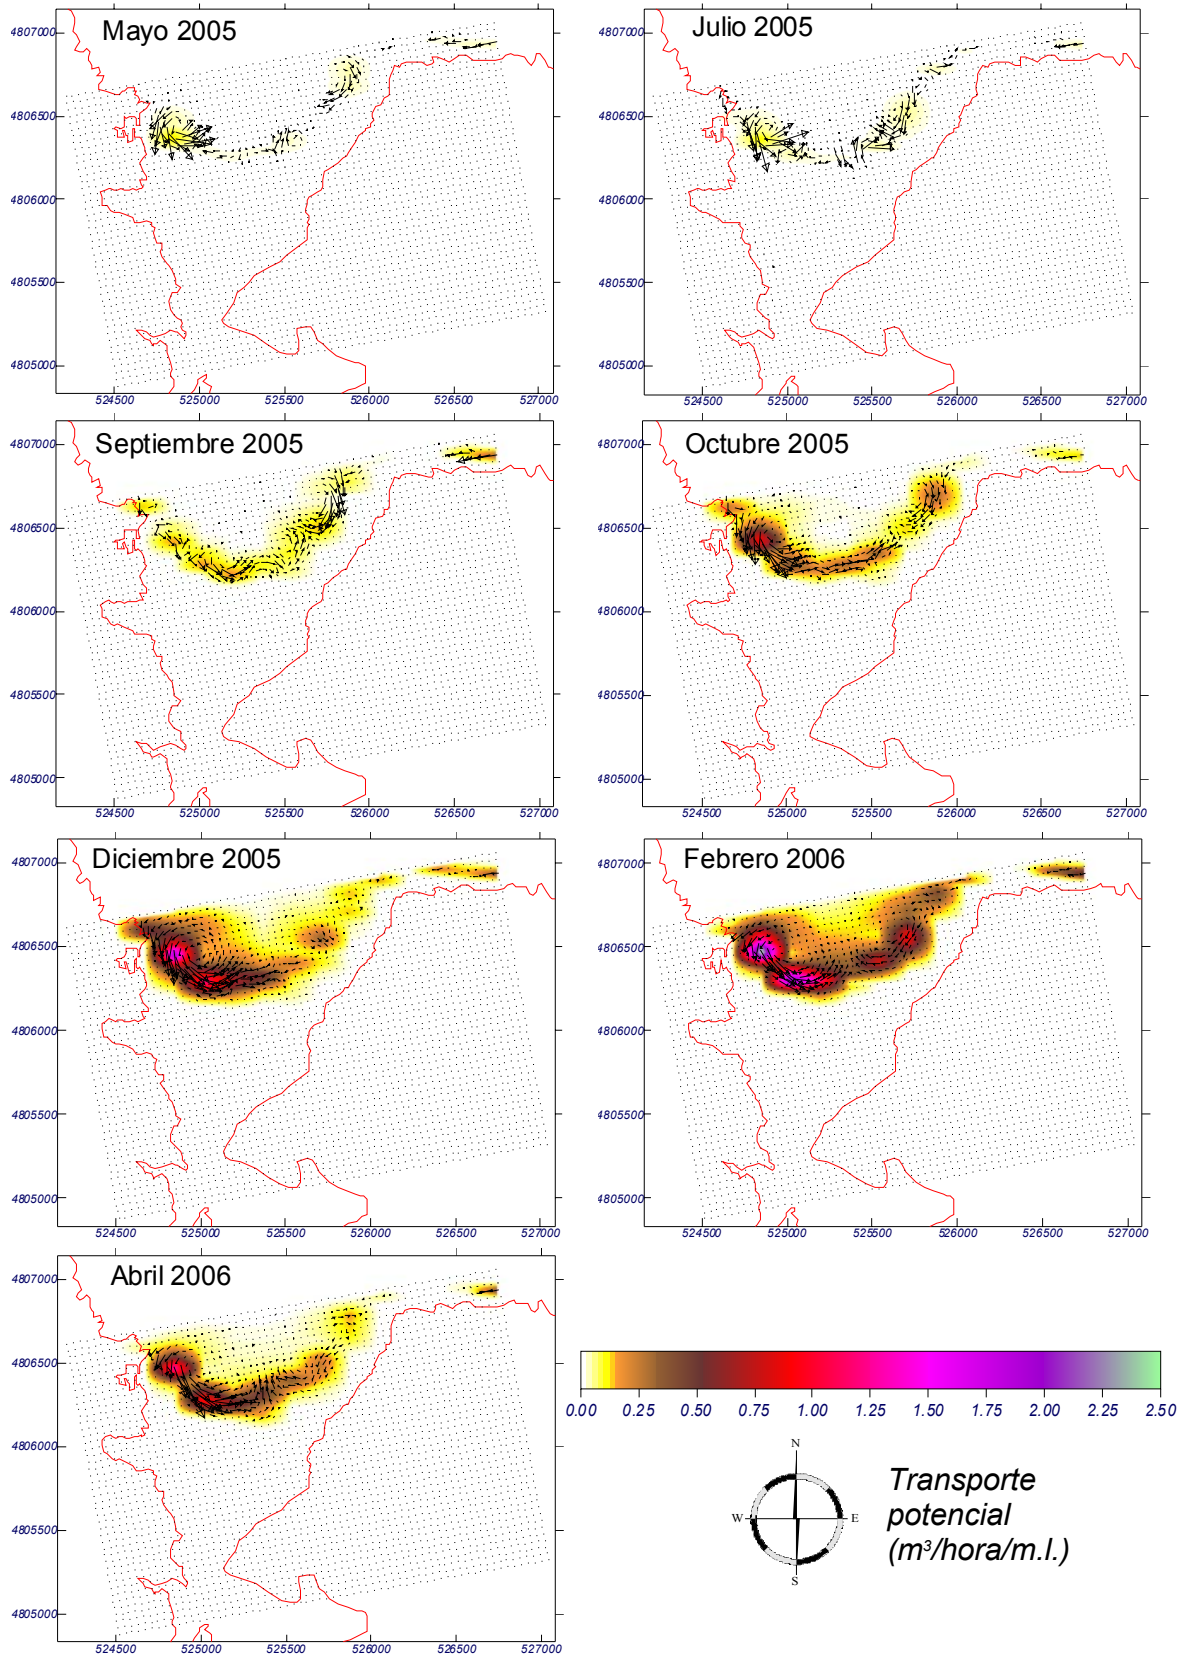 Mayo 2005
4807000
4806500
4806000
4805500
4805000
524500 525000 525500 526000 526500 527000
Julio 2005
4807000
4806500
4806000
4805500
4805000
524500 525000 525500 526000 526500 527000
Septiembre 2005
4807000
4806500
4806000
4805500
4805000
524500 525000 525500 526000 526500 527000
Octubre 2005
4807000
4806500
4806000
4805500
4805000
524500 525000 525500 526000 526500 527000
Diciembre 2005
4807000
4806500
4806000
4805500
4805000
524500 525000 525500 526000 526500 527000
Febrero 2006
4807000
4806500
4806000
4805500
4805000
524500 525000 525500 526000 526500 527000
Abril 2006
4807000
4806500
4806000
4805500
4805000
524500 525000 525500 526000 526500 527000
0.00 0.25 0.50 0.75 1.00 1.25 1.50 1.75 2.00 2.25 2.50
N
W E
S
Transporte
potencial
(m³/hora/m.l.)